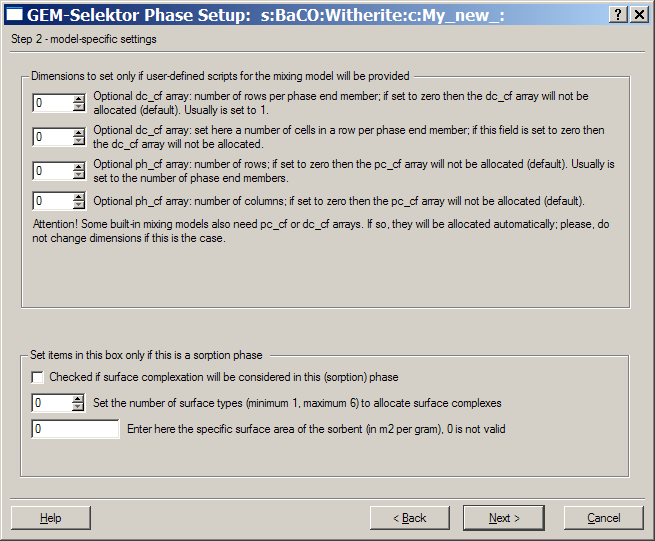 GEM-Selektor Phase Setup:  s:BaCO:Witherite:c:My_new_:
Step 2 - model-specific settings
Dimensions to set only if user-defined scripts for the mixing model will be provided
0
Optional dc_cf array: number of rows per phase end member; if set to zero then the dc_cf array will not be
allocated (default). Usually is set to 1.
0
Optional dc_cf array: set here a number of cells in a row per phase end member; if this field is set to zero then
the dc_cf array will not be allocated.
0
Optional ph_cf array: number of rows; if set to zero then the pc_cf array will not be allocated (default). Usually is
set to the number of phase end members.
0
Optional ph_cf array: number of columns; if set to zero then the pc_cf array will not be allocated (default).
Attention! Some built-in mixing models also need pc_cf or dc_cf arrays. If so, they will be allocated automatically; please, do
not change dimensions if this is the case.
Set items in this box only if this is a sorption phase
Checked if surface complexation will be considered in this (sorption) phase
0
Set the number of surface types (minimum 1, maximum 6) to allocate surface complexes
0
Enter here the specific surface area of the sorbent (in m2 per gram), 0 is not valid
Help
< Back
Next >
Cancel